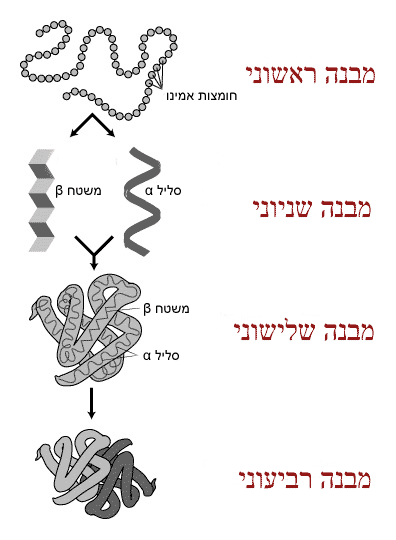 מבנה ראשוני
חומצות אמינו
מבנה שניוני
סליל α
משטח β
מבנה שלישוני
משטח β
סליל α
מבנה רביעוני